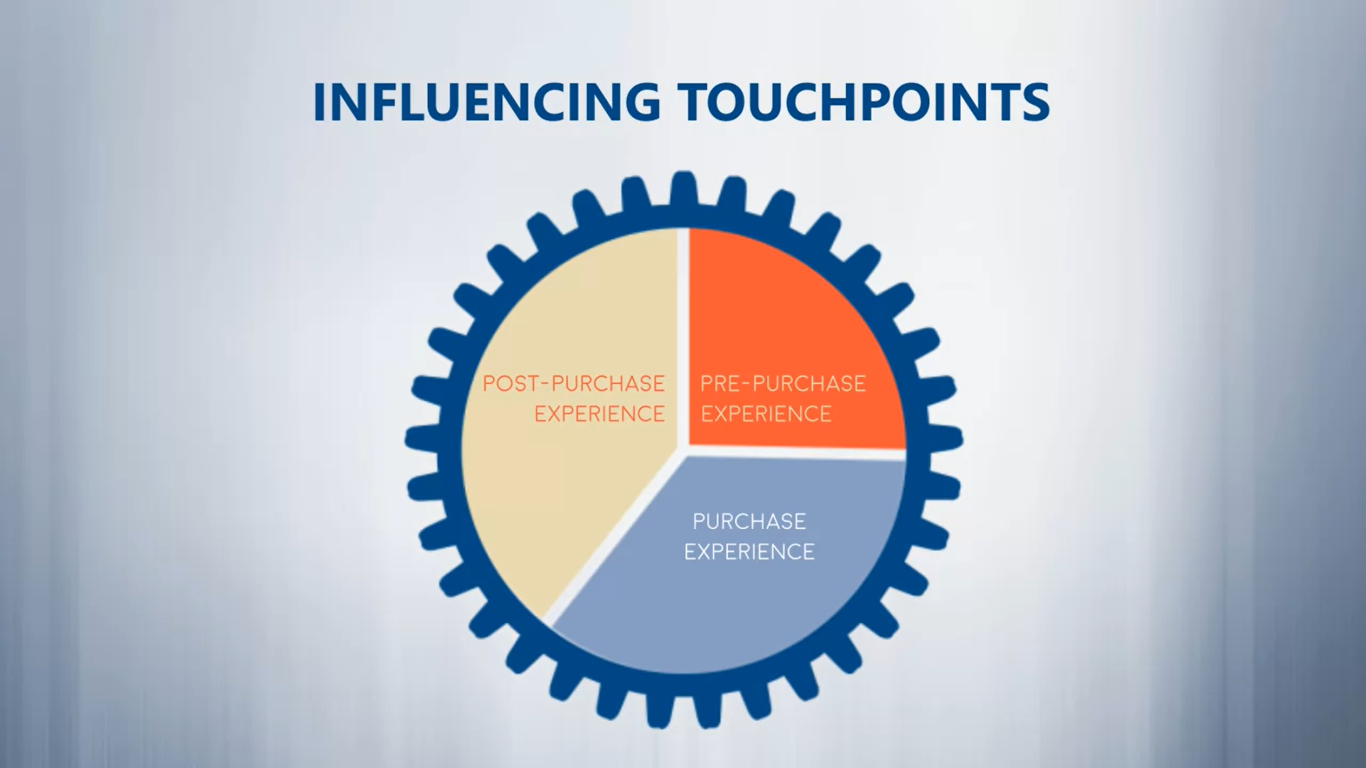 INFLUENCING TOUCHPOINTS
POST-PURCHASE
EXPERIENCE
PRE-PURCHASE
EXPERIENCE
PURCHASE
EXPERIENCE